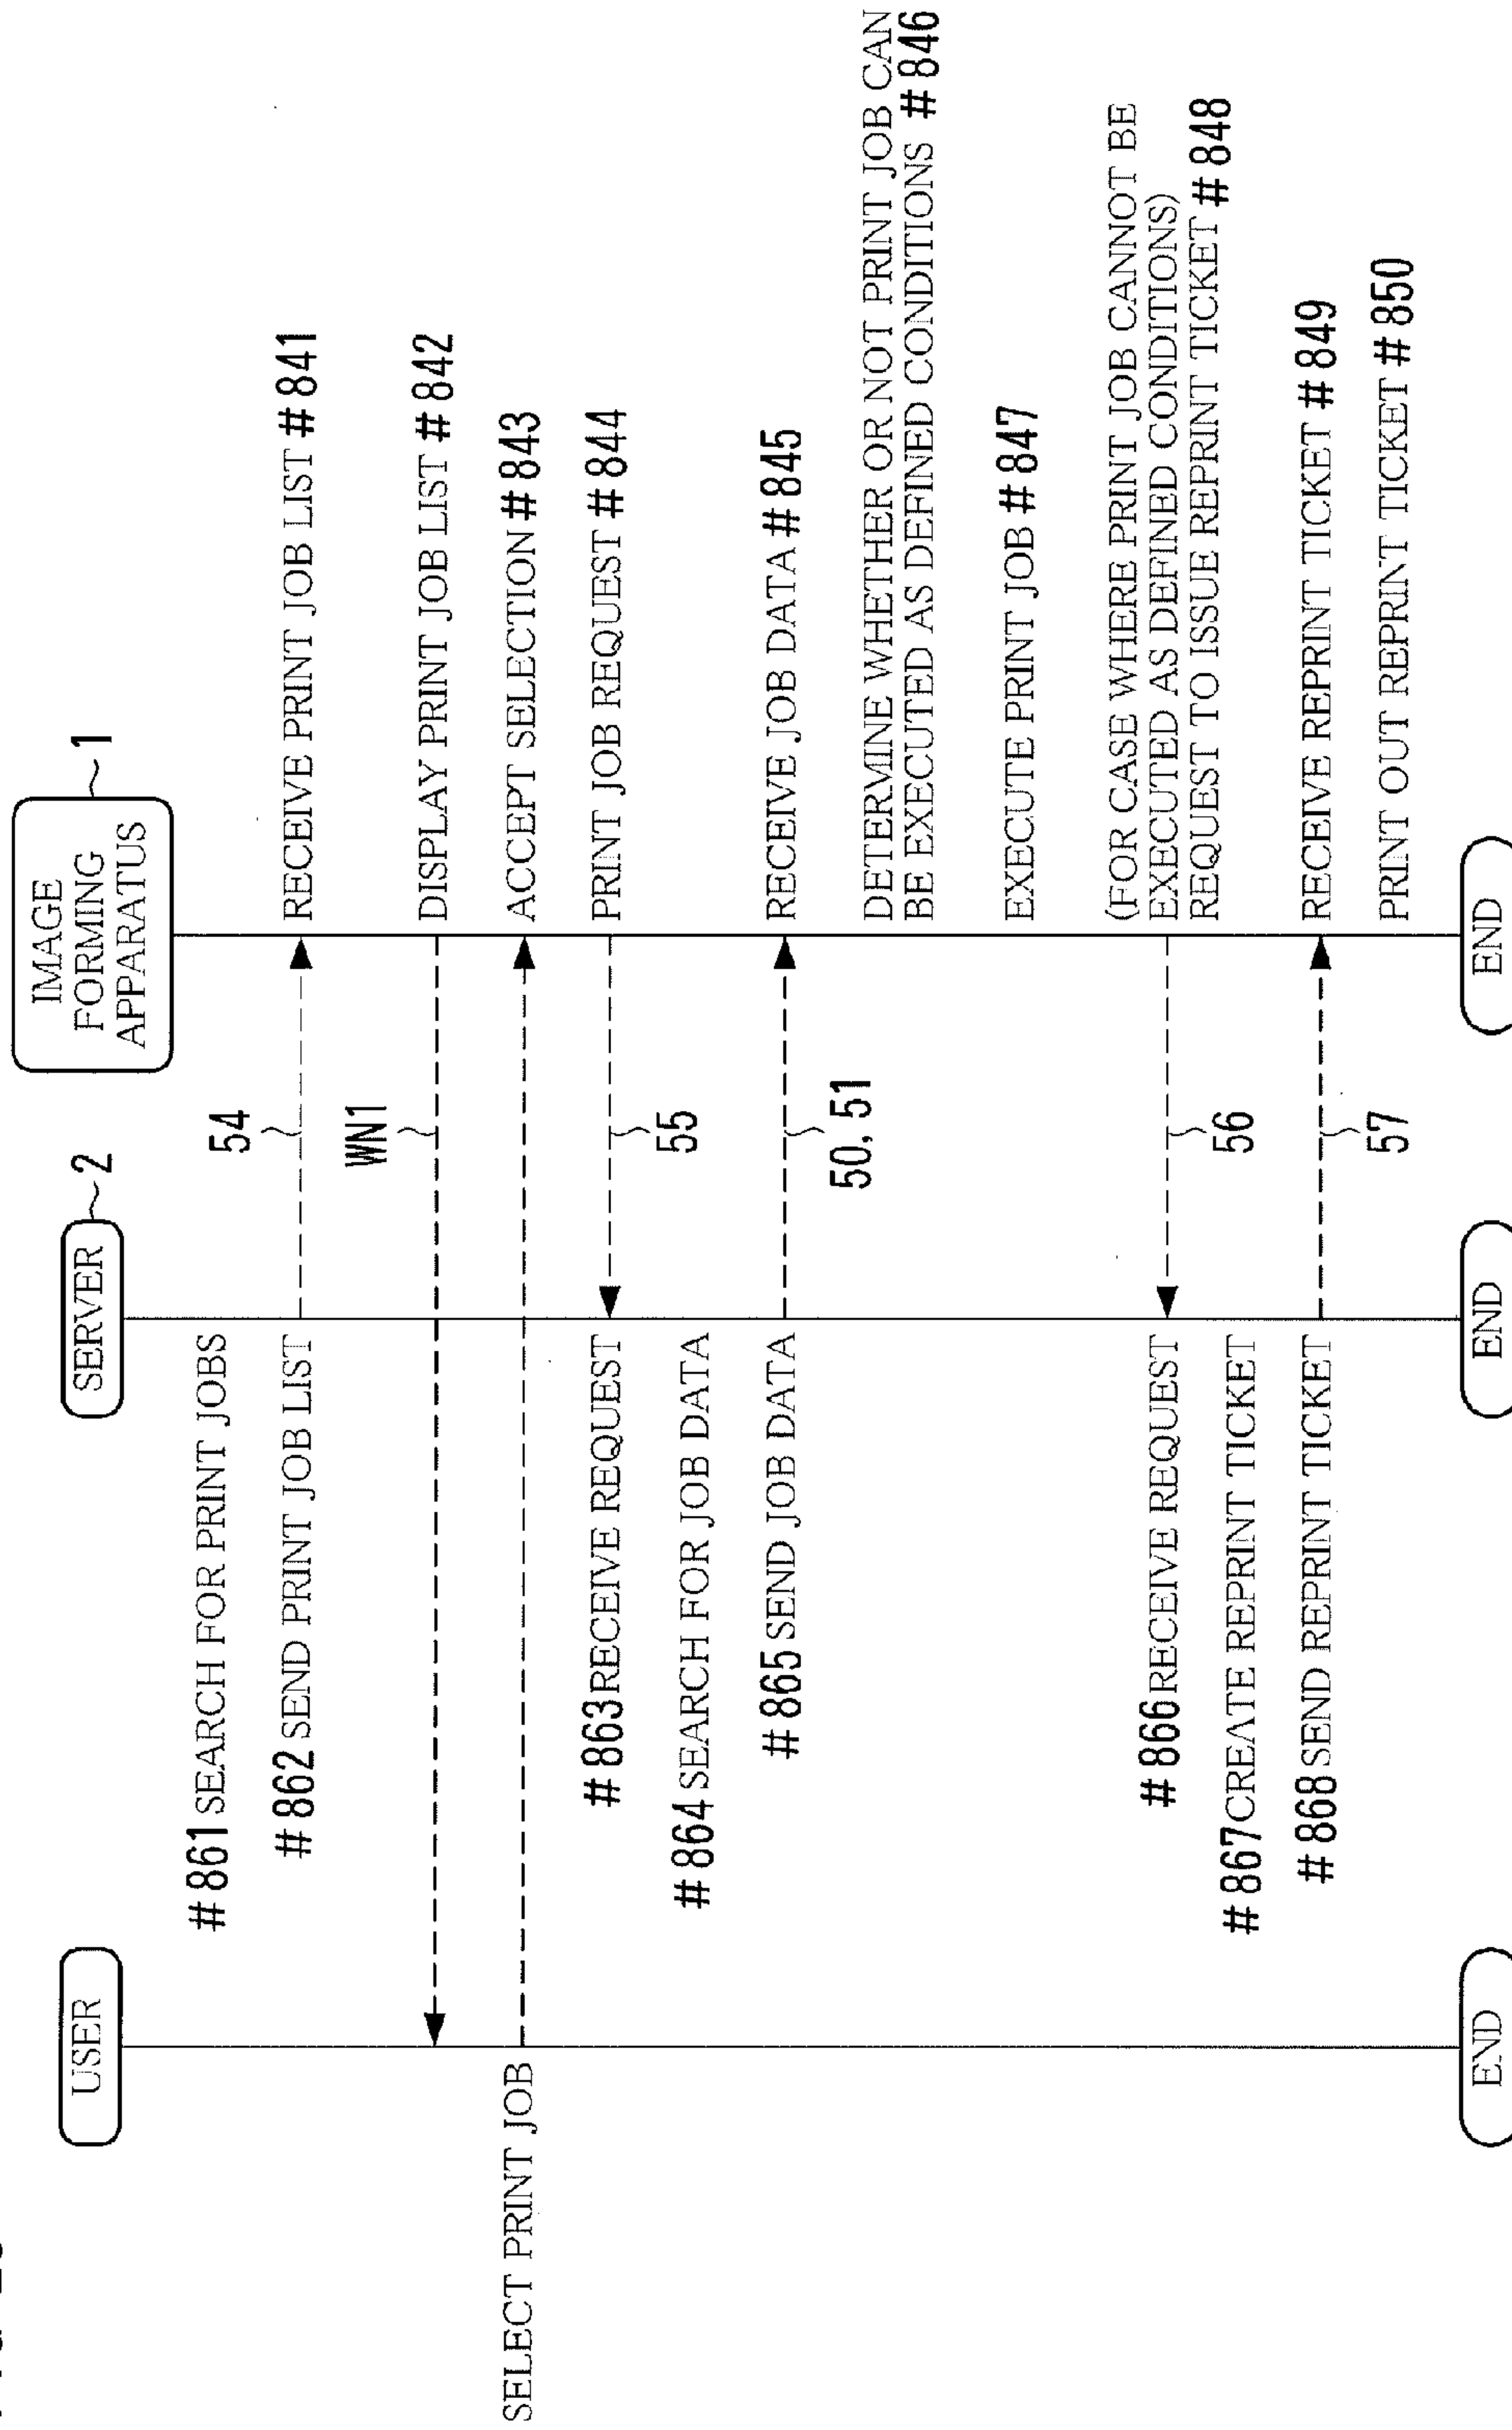 USER
SERVER
~2
IMAGE
FORMING
APPARATUS
~1
#861 SEARCH FOR PRINT JOBS
#862 SEND PRINT JOB LIST
54
RECEIVE PRINT JOB LIST #841
WN1
DISPLAY PRINT JOB LIST #842
SELECT PRINT JOB
ACCEPT SELECTION #843
#863 RECEIVE REQUEST
55
PRINT JOB REQUEST #844
#864 SEARCH FOR JOB DATA
#865 SEND JOB DATA
50, 51
RECEIVE JOB DATA #845
DETERMINE WHETHER OR NOT PRINT JOB CAN
BE EXECUTED AS DEFINED CONDITIONS #846
EXECUTE PRINT JOB #847
(FOR CASE WHERE PRINT JOB CANNOT BE
EXECUTED AS DEFINED CONDITIONS)
REQUEST TO ISSUE REPRINT TICKET #848
#866 RECEIVE REQUEST
56
#867 CREATE REPRINT TICKET
#868 SEND REPRINT TICKET
57
RECEIVE REPRINT TICKET #849
PRINT OUT REPRINT TICKET #850
END
END
END